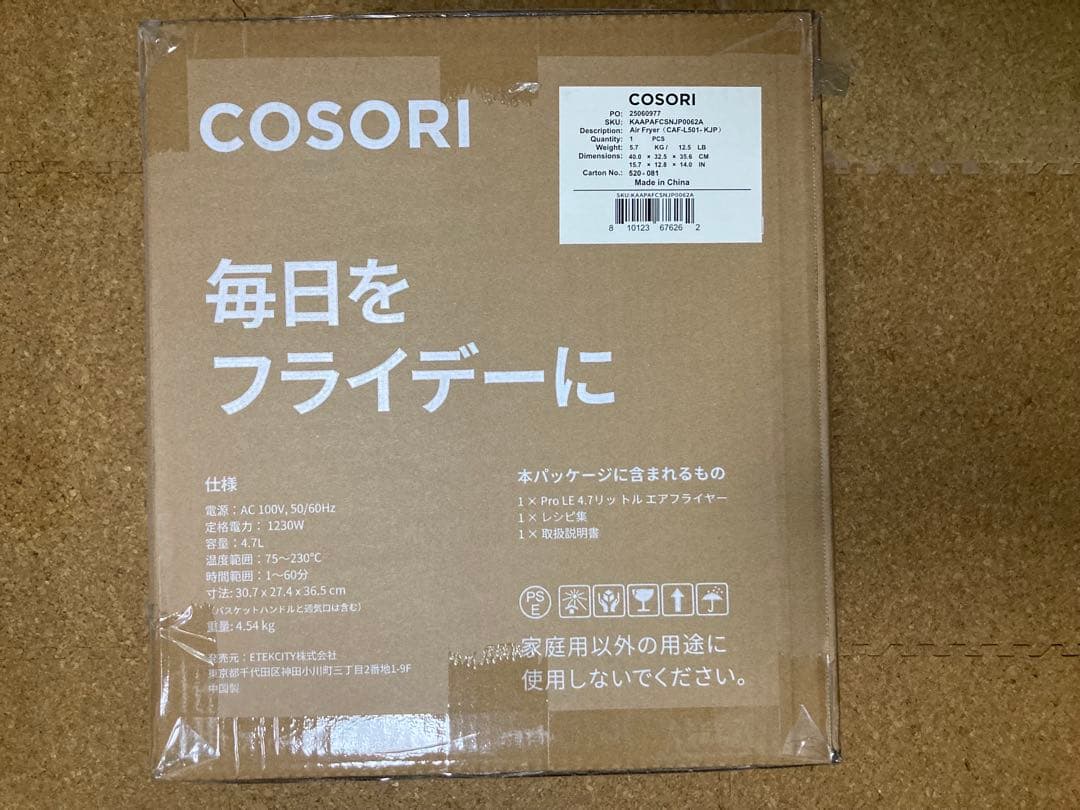 COSORI
COSORI
PO: 25060977
SKU: KAAPAFCSNJP0062A
Description: Air Fryer（CAF-L501-KJP）
Quantity: 1 PCS
Weight: 5.7 KG / 12.5 LB
Dimensions: 40.0 × 32.5 × 35.6 CM
15.7 × 12.8 × 14.0 IN
Carton No.: 520 - 081
Made in China
SKU:KAAPAFCSNJP0062A
8 10123 67626 2
毎日を
フライデーに
仕様
電源：AC 100V, 50/60Hz
定格電力： 1230W
容量：4.7L
温度範囲：75～230℃
時間範囲：1～60分
寸法: 30.7 x 27.4 x 36.5 cm
（バスケットハンドルと通気口は含む）
重量: 4.54 kg
発売元：ETEKCITY株式会社
東京都千代田区神田小川町三丁目2番地1-9F
中国製
本パッケージに含まれるもの
1 × Pro LE 4.7リットル エアフライヤー
1 × レシピ集
1 × 取扱説明書
PS
E
家庭用以外の用途に
使用しないでください。